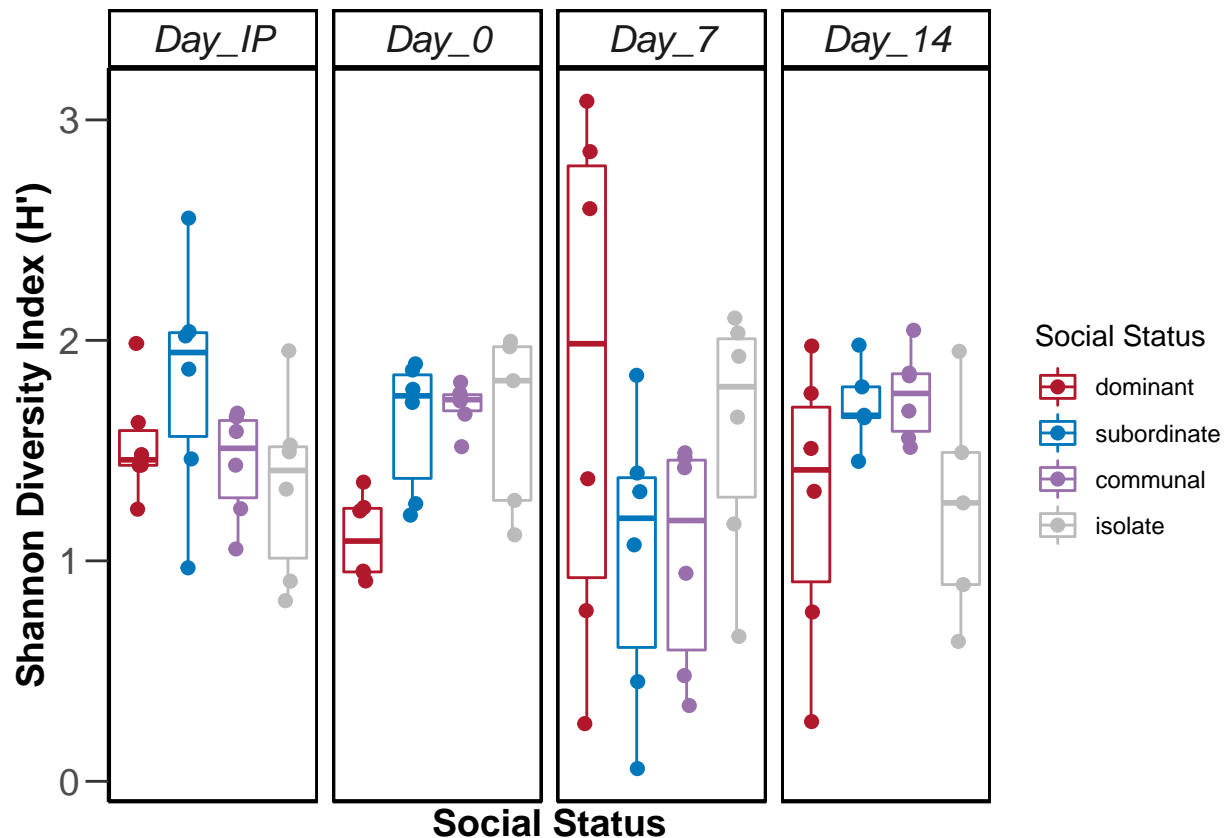 Day_IP Day_0 Day_7 Day_14
Shannon Diversity Index (H')
3
2
1
0
Social Status
Social Status
dominant
subordinate
communal
isolate